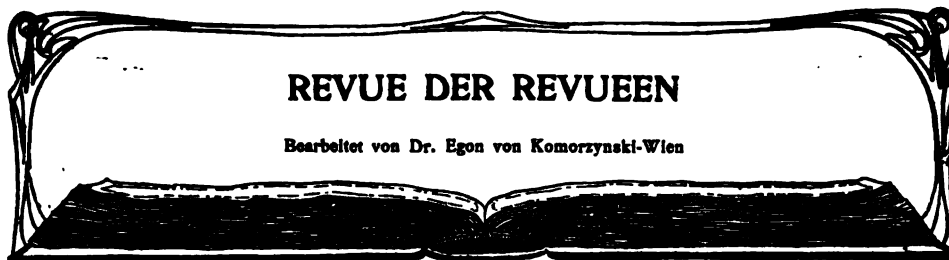 REVUE DER REVUEEN
Bearbeitet von Dr. Egon von Komorzynski-Wien